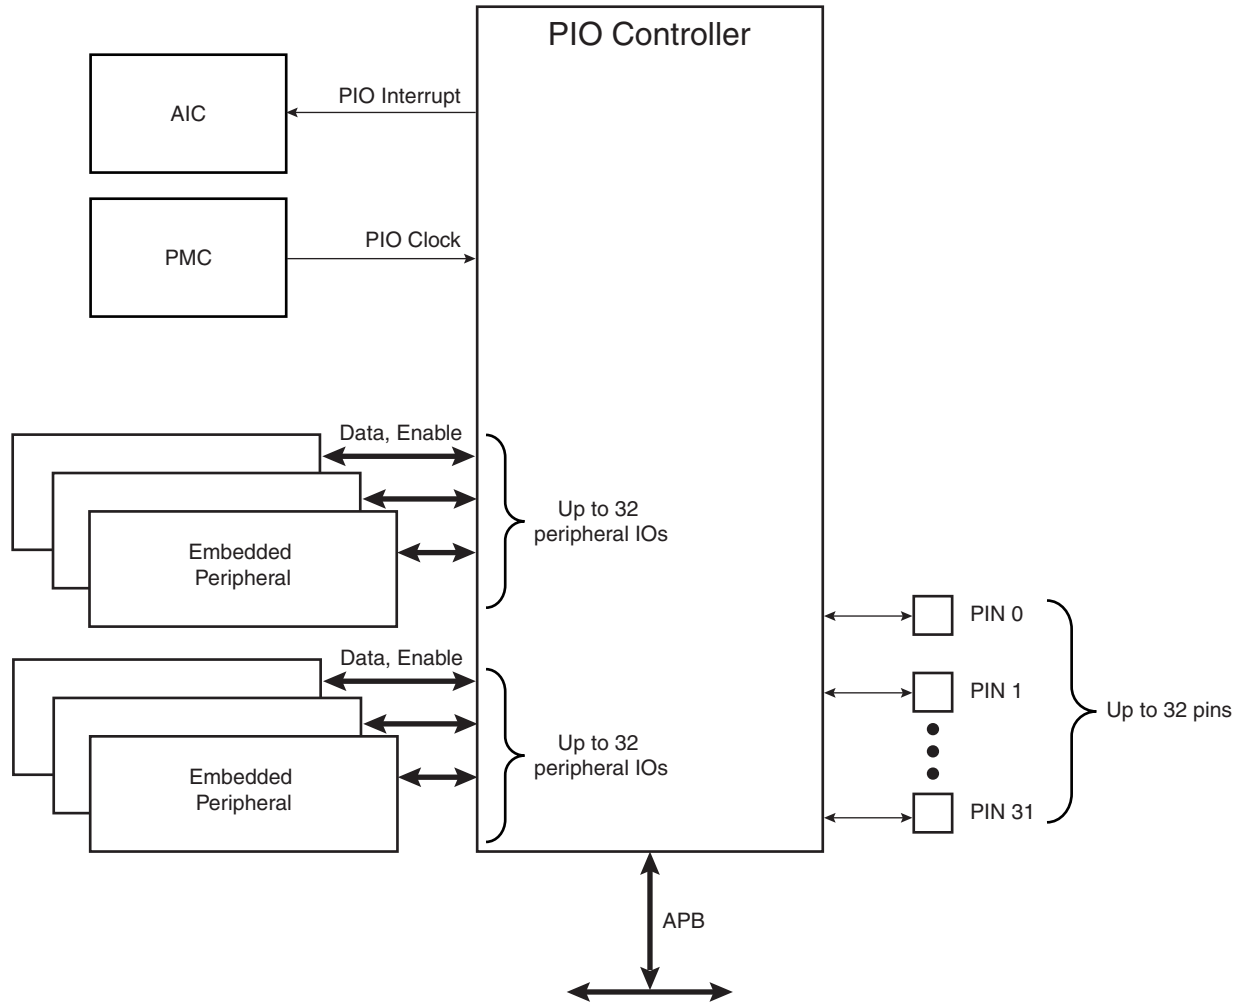 PIO Controller
AIC
PIO Interrupt
PMC
PIO Clock
Data, Enable
Up to 32
peripheral IOs
Embedded
Peripheral
Data, Enable
Up to 32
peripheral IOs
Embedded
Peripheral
PIN 0
PIN 1
Up to 32 pins
PIN 31
APB